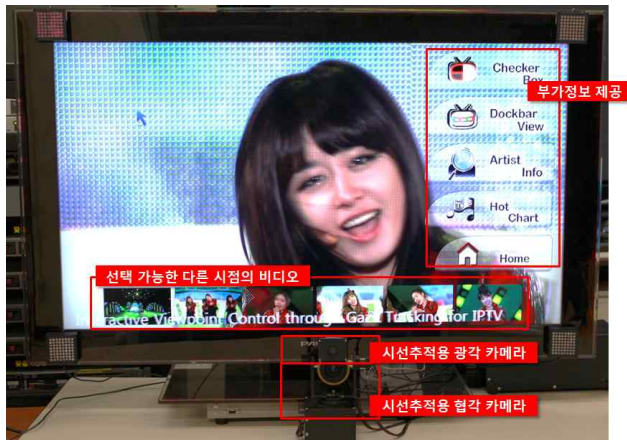 Checker
Box
부가정보 제공
Dockbar
View
Artist
Info
Hot
Chart
Home
선택 가능한 다른 시점의 비디오
Interactive Viewpoint Control through Gaze Tracking for IPTV
시선추적용 광각 카메라
시선추적용 협각 카메라